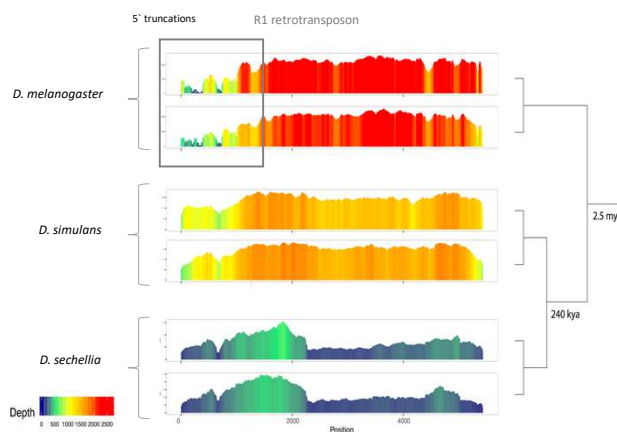 5` truncations
R1 retrotransposon
D. melanogaster
D. simulans
2.5 my
240 kya
D. sechellia
Depth
0 500 1000 1500 2000 2500
0 2000 4000
Position